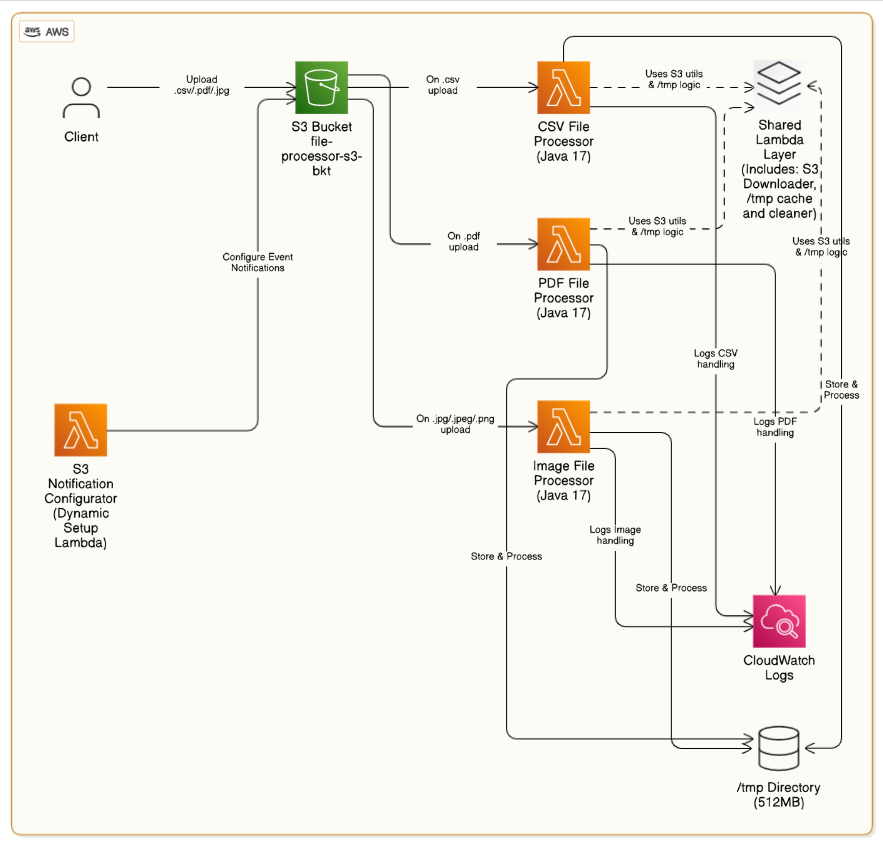 aws AWS
Client
Upload
.csv/.pdf/.jpg
S3 Bucket
file-
processor-s3-
bkt
On .csv
upload
CSV File
Processor
(Java 17)
Uses S3 utils
& /tmp logic
Shared
Lambda
Layer
(Includes: S3
Downloader,
/tmp cache
and cleaner)
Configure Event
Notifications
On .pdf
upload
PDF File
Processor
(Java 17)
Uses S3 utils
& /tmp logic
Uses S3 utils
& /tmp logic
Logs CSV
handling
Store &
Process
S3
Notification
Configurator
(Dynamic
Setup
Lambda)
On .jpg/.jpeg/.png
upload
Image File
Processor
(Java 17)
Logs PDF
handling
Logs Image
handling
Store & Process
Store & Process
CloudWatch
Logs
/tmp Directory
(512MB)